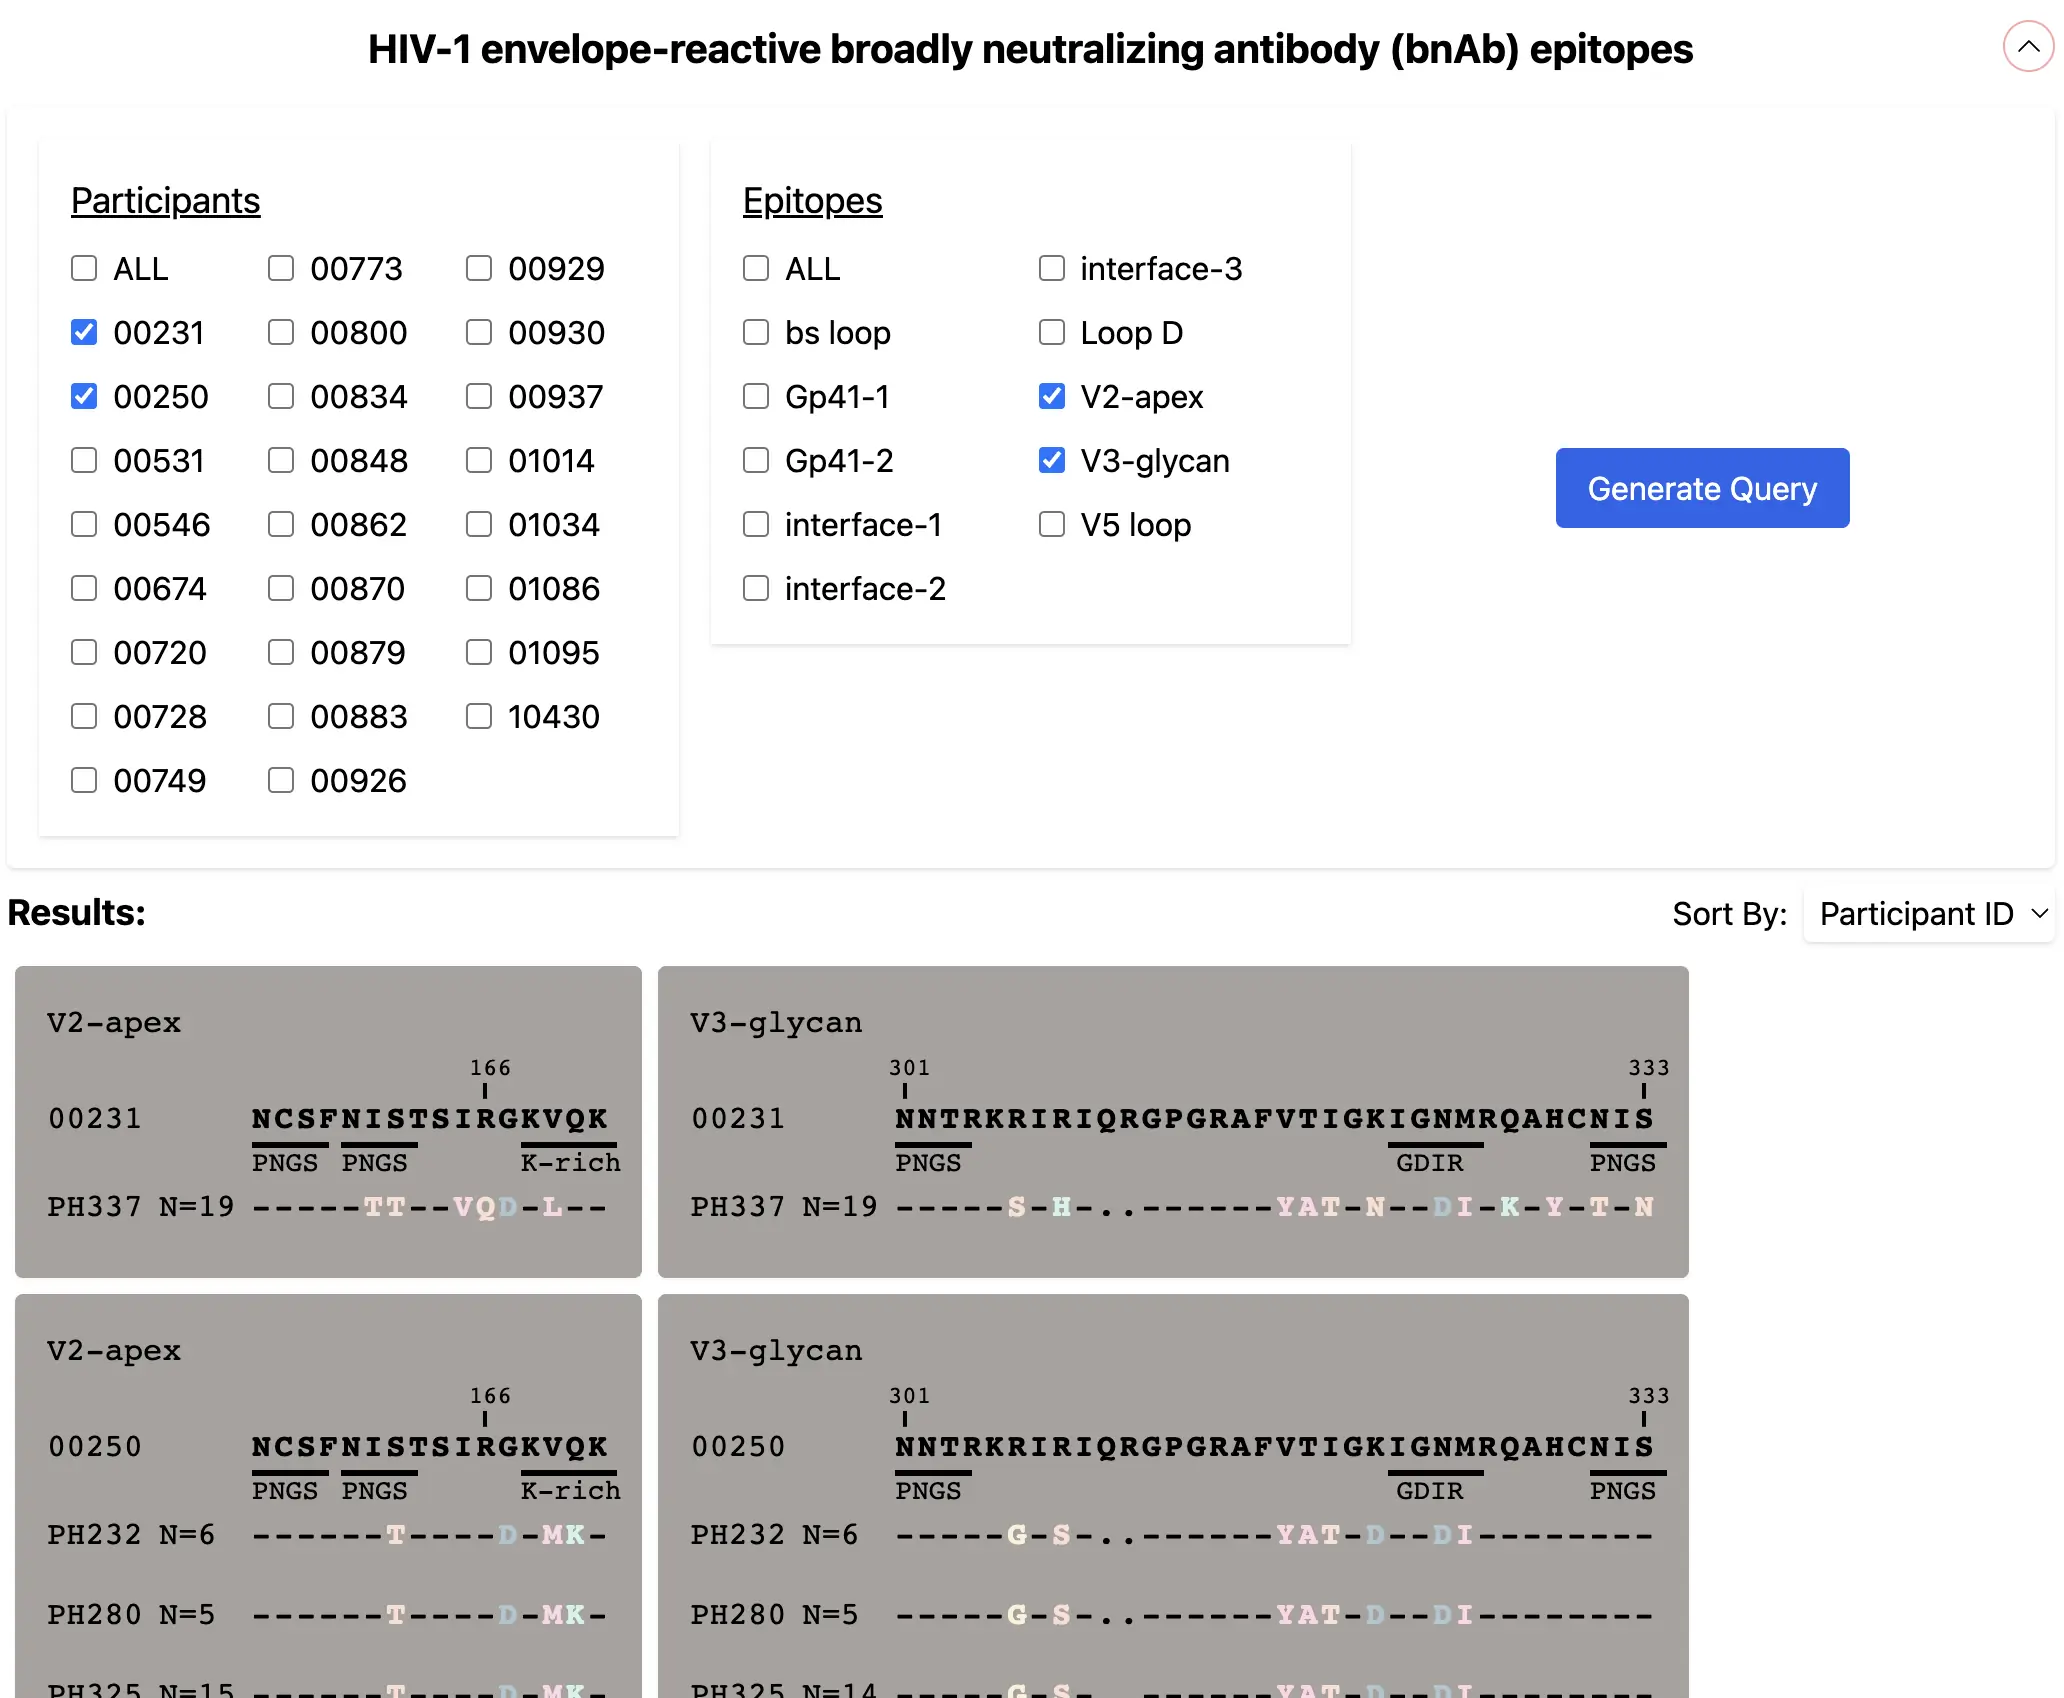 HIV-1 envelope-reactive broadly neutralizing antibody (bnAb) epitopes
Participants
ALL 00773 00929
00231 00800 00930
00250 00834 00937
00531 00848 01014
00546 00862 01034
00674 00870 01086
00720 00879 01095
00728 00883 10430
00749 00926
Epitopes
ALL interface-3
bs loop Loop D
Gp41-1 V2-apex
Gp41-2 V3-glycan
interface-1 V5 loop
interface-2
Generate Query
Results:
Sort By: Participant ID
V2-apex
166
00231 NCSFNISTSIRGKVQK
PNGS PNGS K-rich
PH337 N=19 -----TT--VQD-L--
V3-glycan
301 333
00231 NNTRKRIRIQRGPGRAFVTIGKIGNMRQAHCNIS
PNGS GDIR PNGS
PH337 N=19 -----S-H-..------YAT-N--DI-K-Y-T-N
V2-apex
166
00250 NCSFNISTSIRGKVQK
PNGS PNGS K-rich
PH232 N=6 ------T----D-MK-
PH280 N=5 ------T----D-MK-
PH325 N=15 ------T----D-MK-
V3-glycan
301 333
00250 NNTRKRIRIQRGPGRAFVTIGKIGNMRQAHCNIS
PNGS GDIR PNGS
PH232 N=6 -----G-S-..------YAT-D--DI--------
PH280 N=5 -----G-S-..------YAT-D--DI--------
PH325 N=14 -----G-S-  ------YAT-D--DI--------